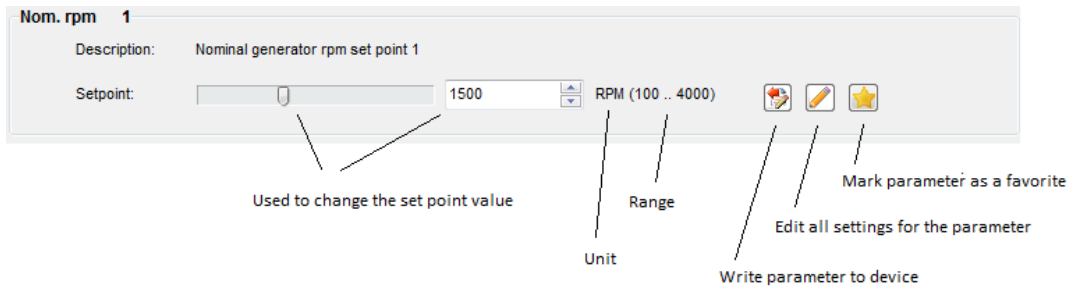 Nom. rpm 1
Description: Nominal generator rpm set point 1
Setpoint: 1500 RPM (100 .. 4000)
Mark parameter as a favorite
Used to change the set point value
Range
Edit all settings for the parameter
Unit
Write parameter to device